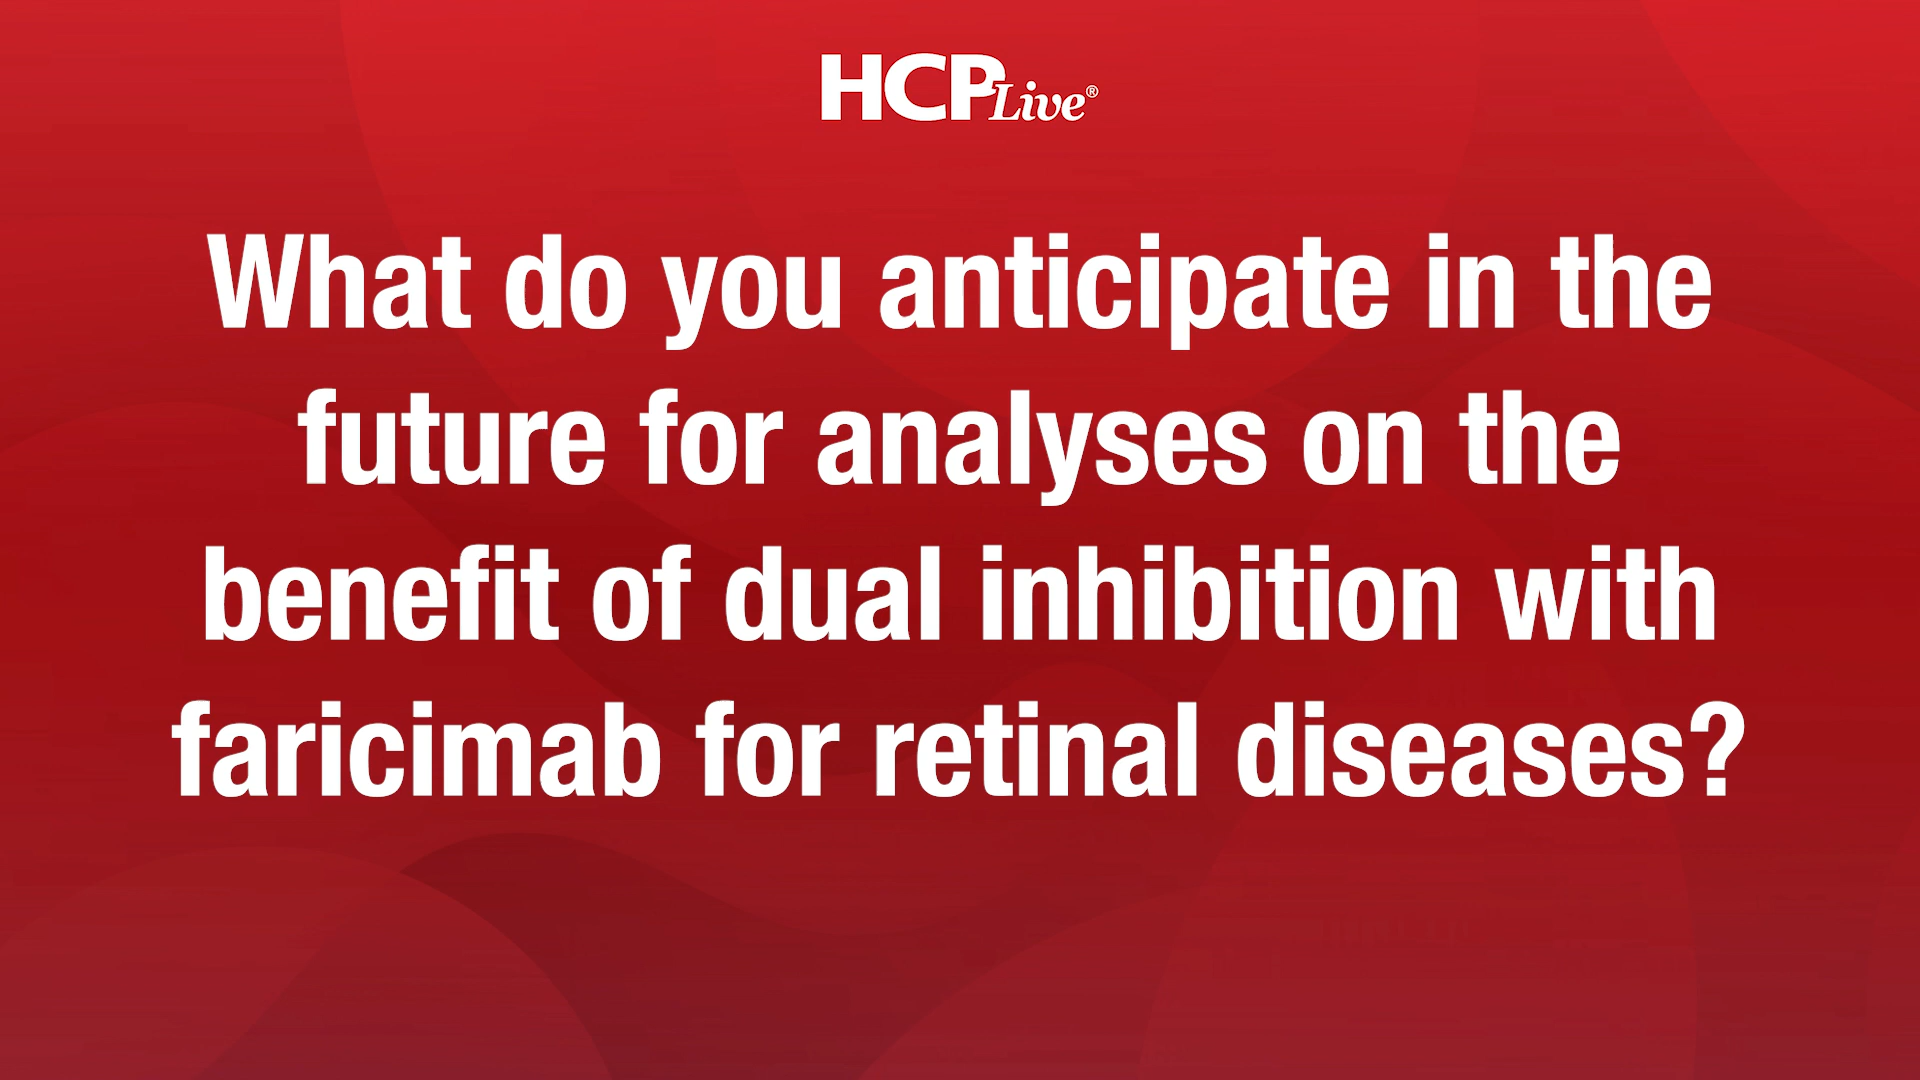 HCPLive®
What do you anticipate in the
future for analyses on the
benefit of dual inhibition with
faricimab for retinal diseases?